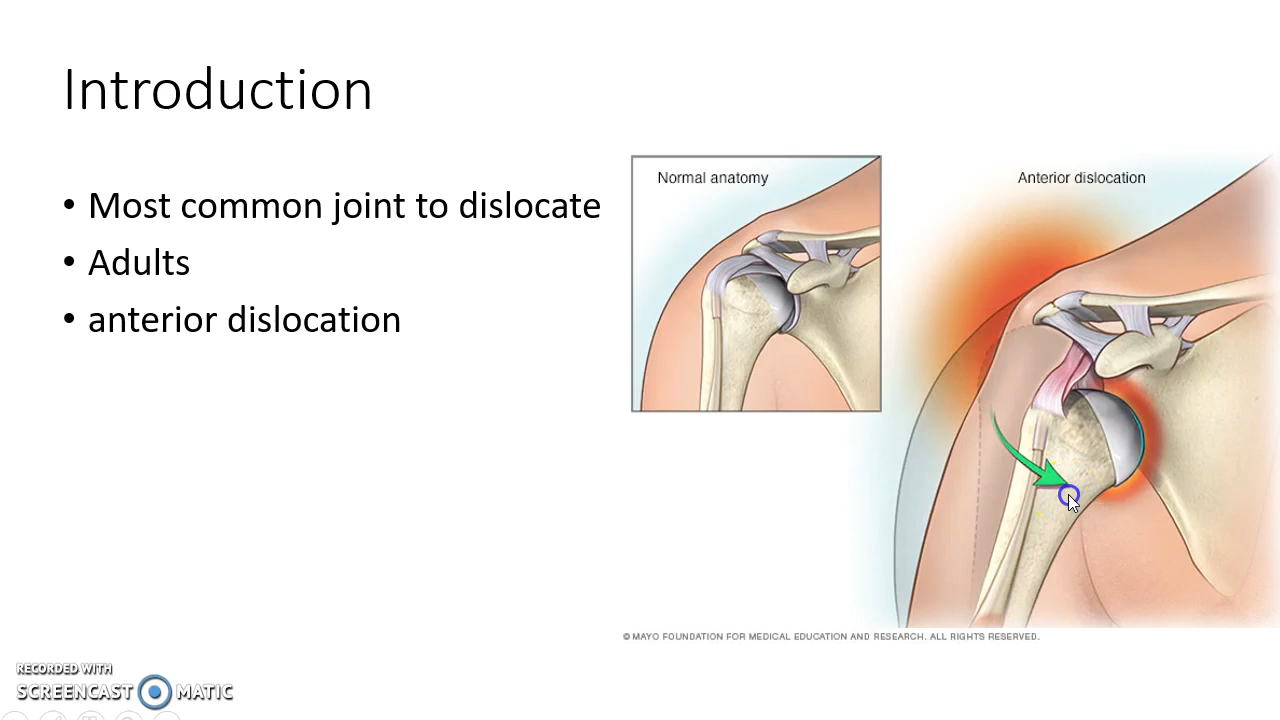 Introduction
• Most common joint to dislocate
• Adults
• anterior dislocation
Normal anatomy
Anterior dislocation
© MAYO FOUNDATION FOR MEDICAL EDUCATION AND RESEARCH. ALL RIGHTS RESERVED.
RECORDED WITH
SCREENCAST MATIC